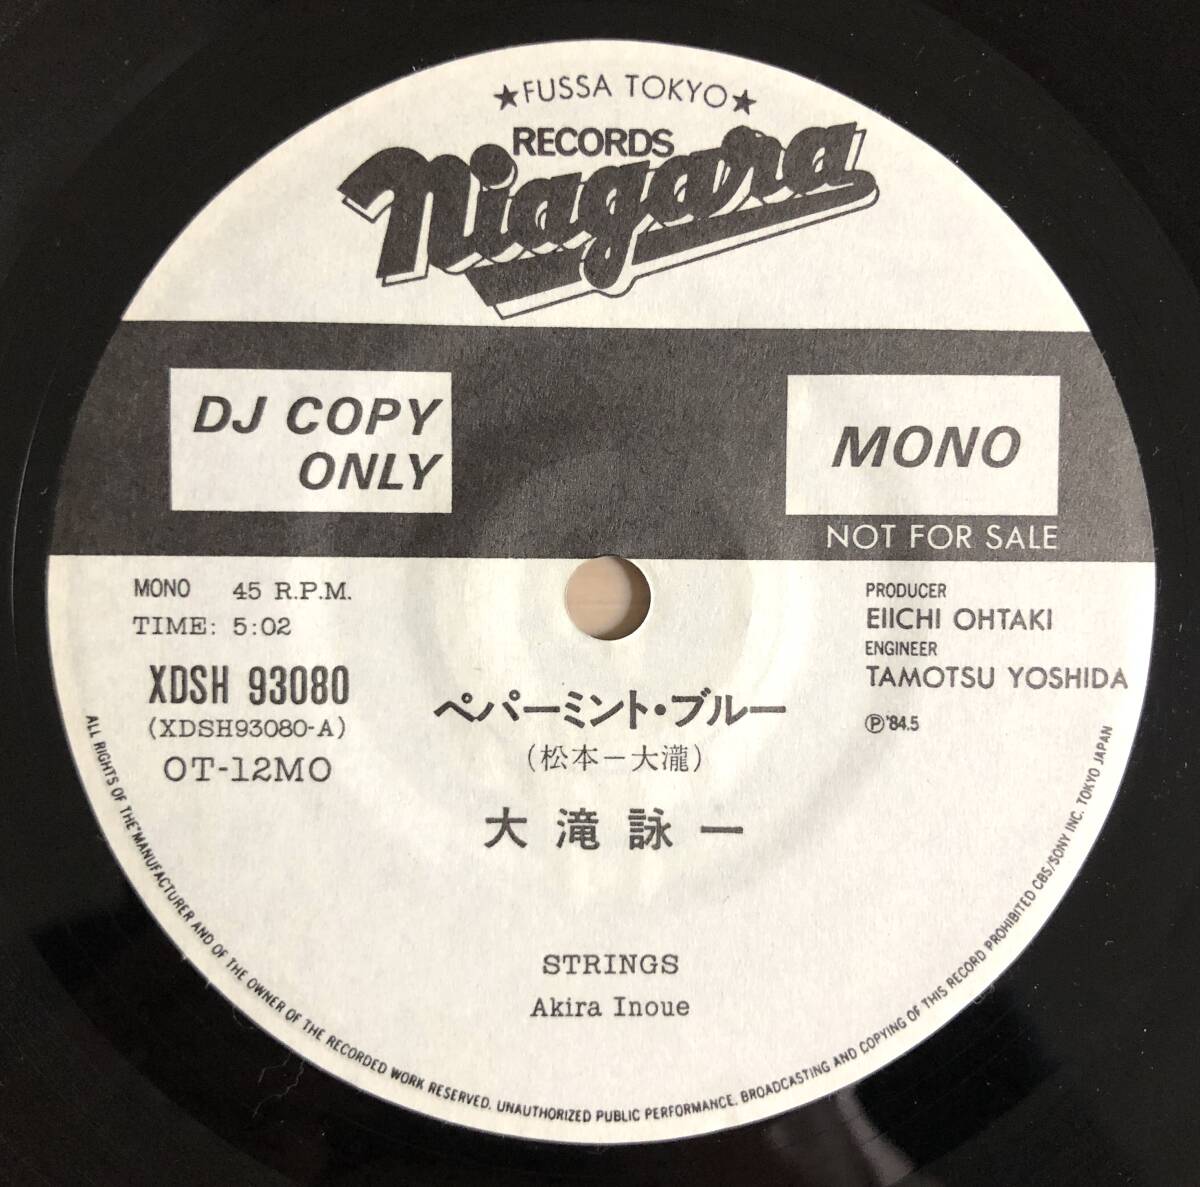 ★FUSSA TOKYO★
RECORDS
Niagara
DJ COPY
ONLY
MONO
NOT FOR SALE
MONO 45 R.P.M.
TIME: 5:02
XDSH 93080
(XDSH93080-A)
OT-12MO
PRODUCER
EIICHI OHTAKI
ENGINEER
TAMOTSU YOSHIDA
Ⓟ'84.5
ペパーミント・ブルー
(松本－大瀧)
大滝詠一
STRINGS
Akira Inoue
ALL RIGHTS OF THE "MANUFACTURER AND OF THE OWNER OF THE RECORDED WORK RESERVED. UNAUTHORIZED PUBLIC PERFORMANCE. BROADCASTING AND COPYING OF THIS RECORD PROHIBITED CBS/SONY INC. TOKYO JAPAN